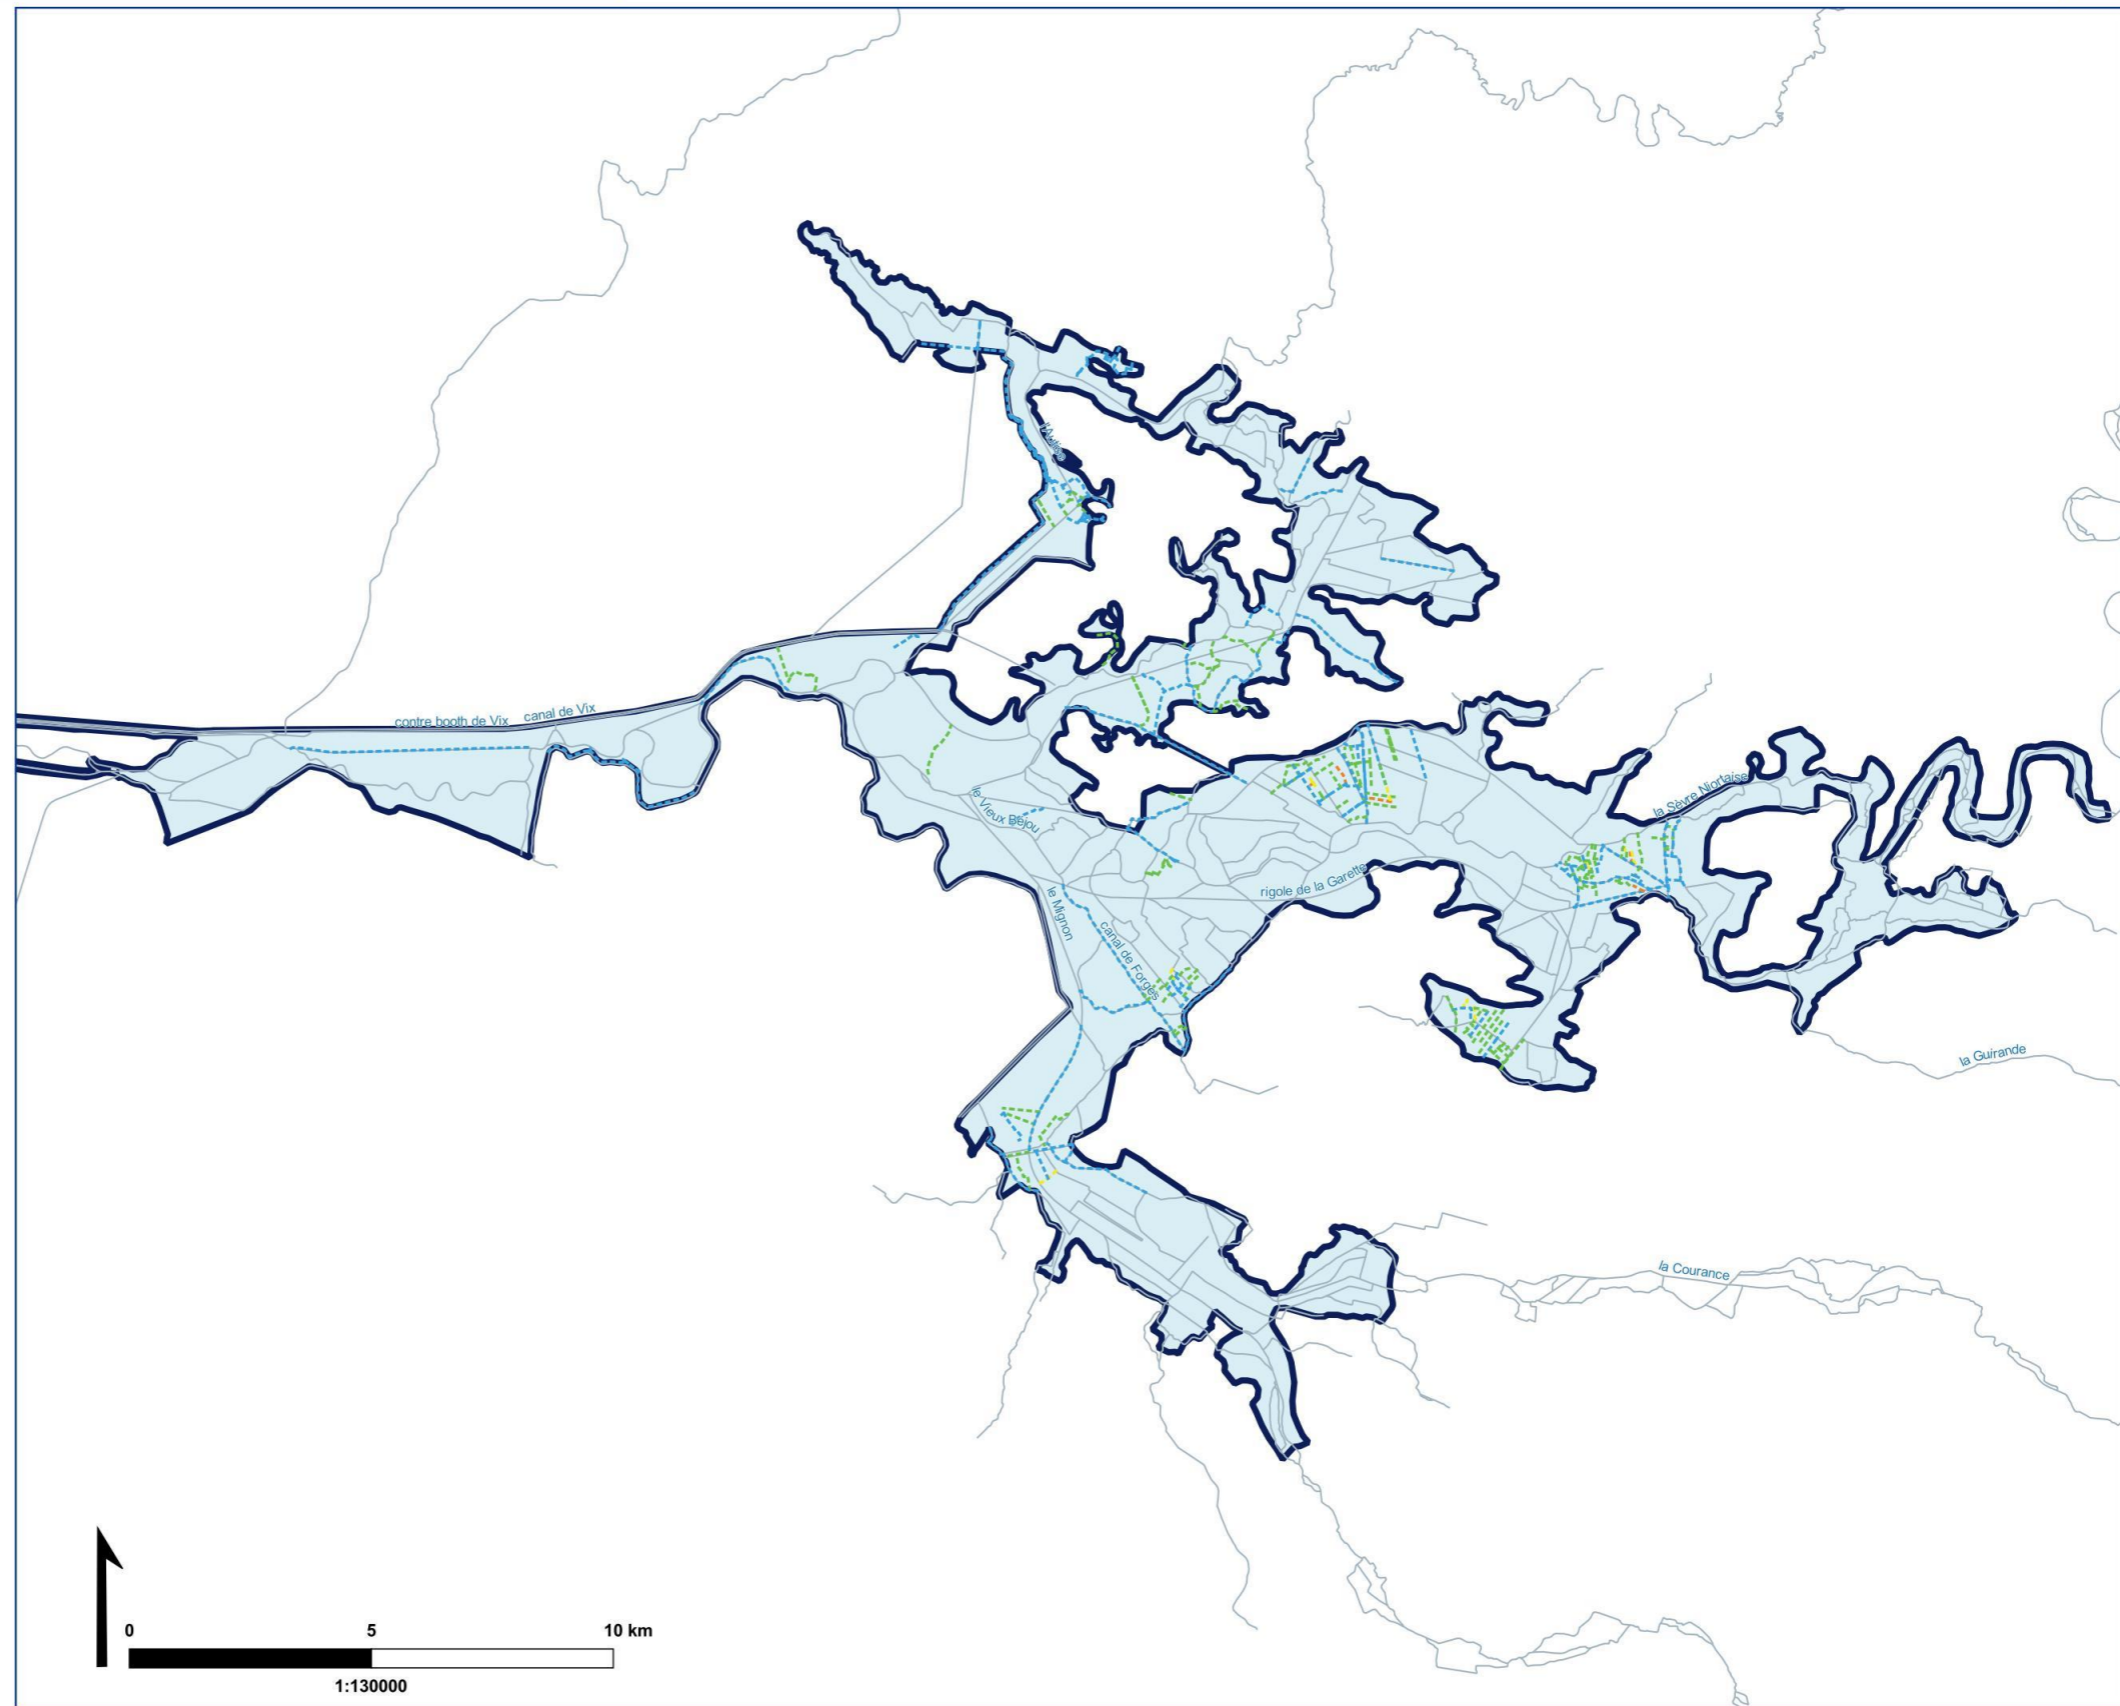 l'Autise
contre booth de Vix
canal de Vix
la Sèvre Niortaise
le Vieux Béjou
rigole de la Garette
le Mignon
canal de Forges
la Guirande
la Courance
0 5 10 km
1:130000